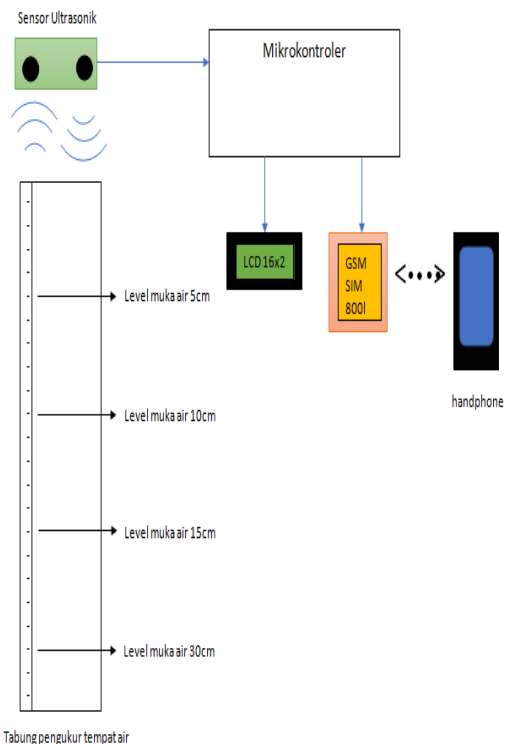 Sensor Ultrasonik
Mikrokontroler
LCD 16x2
GSM
SIM
800l
handphone
Level muka air 5cm
Level muka air 10cm
Level muka air 15cm
Level muka air 30cm
Tabung pengukur tempat air